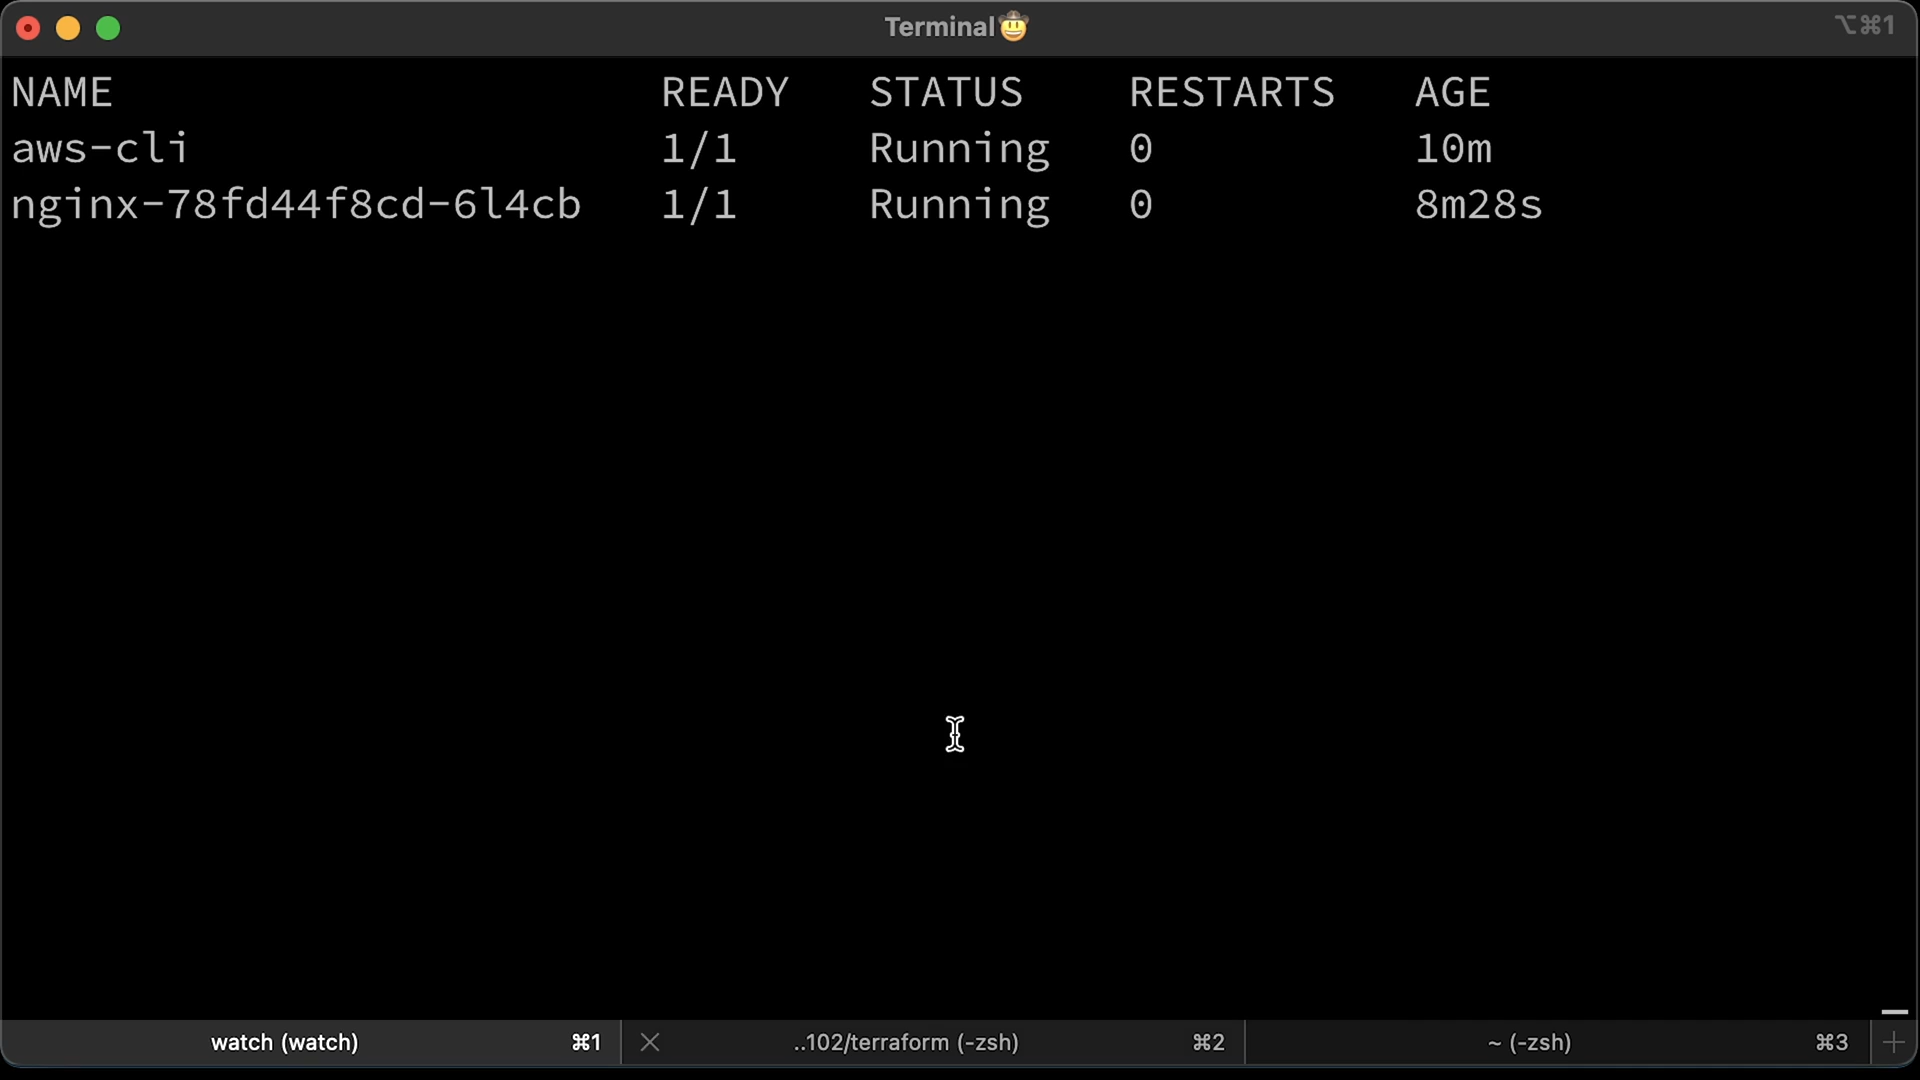 Terminal🤠 ⌥⌘1
NAME READY STATUS RESTARTS AGE
aws-cli 1/1 Running 0 10m
nginx-78fd44f8cd-6l4cb 1/1 Running 0 8m28s
watch (watch) ⌘1 ..102/terraform (-zsh) ⌘2 ~ (-zsh) ⌘3